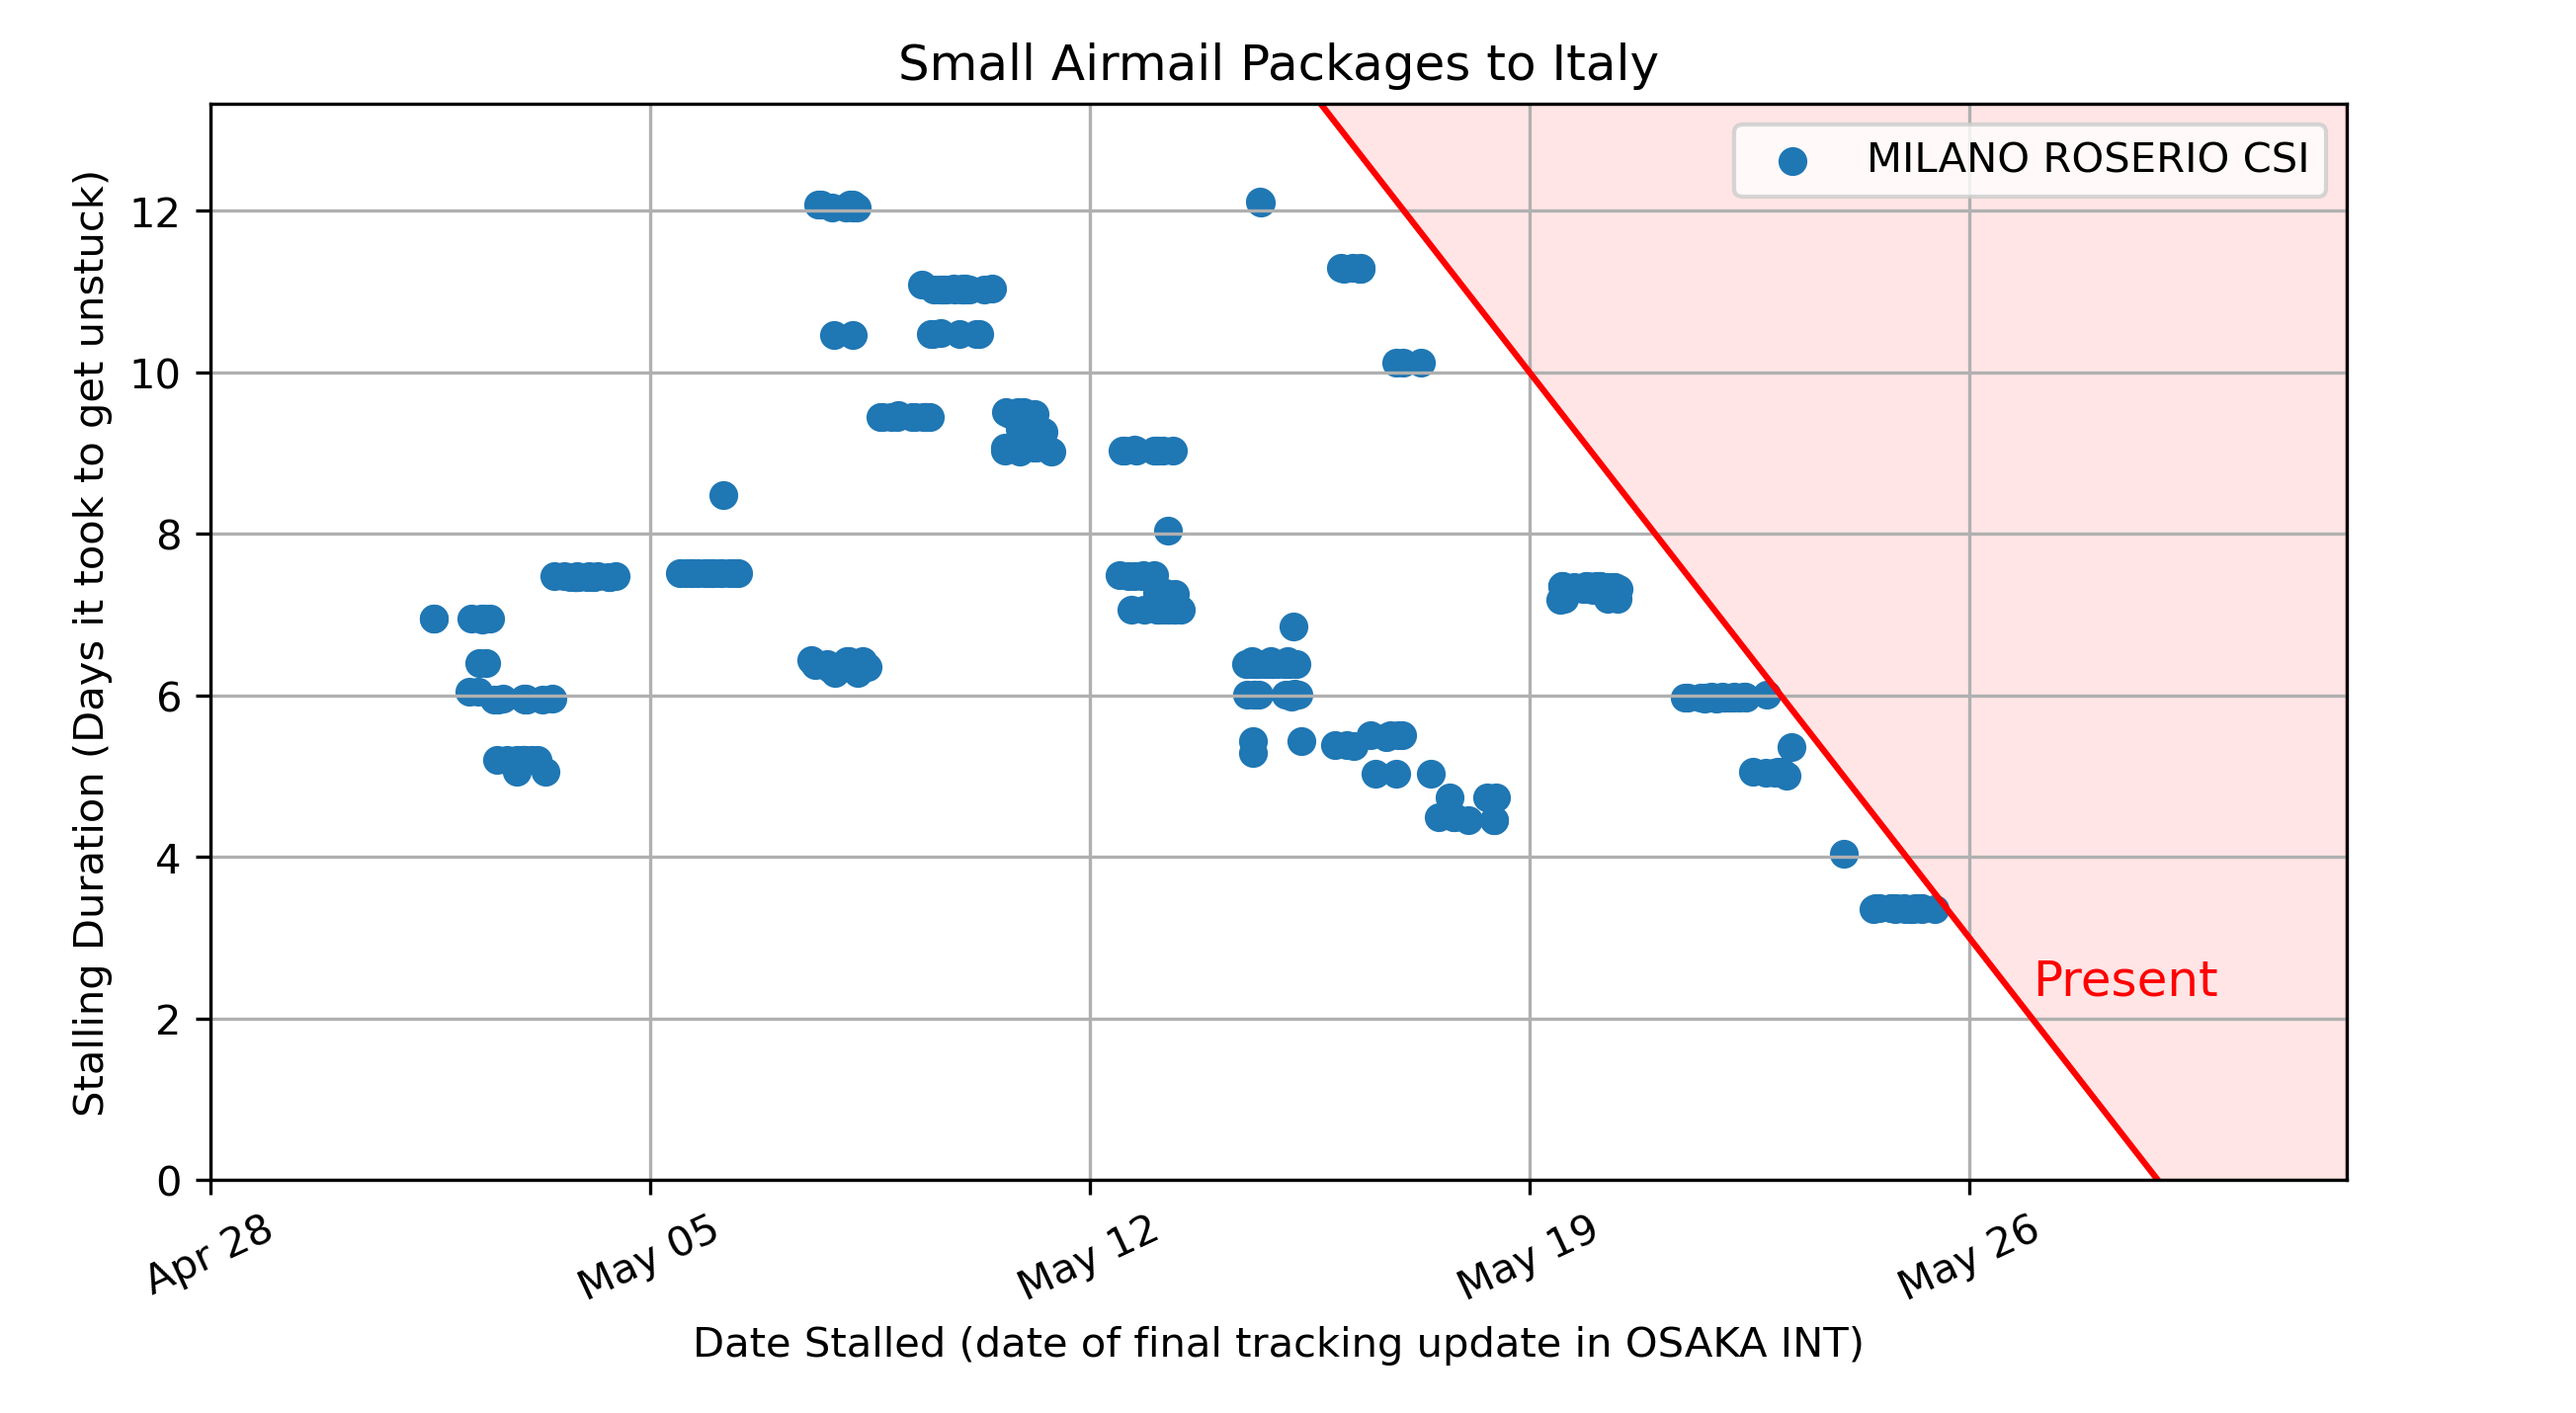 Small Airmail Packages to Italy
MILANO ROSERIO CSI
Stalling Duration (Days it took to get unstuck)
12
10
8
6
4
2
0
Present
Apr 28
May 05
May 12
May 19
May 26
Date Stalled (date of final tracking update in OSAKA INT)